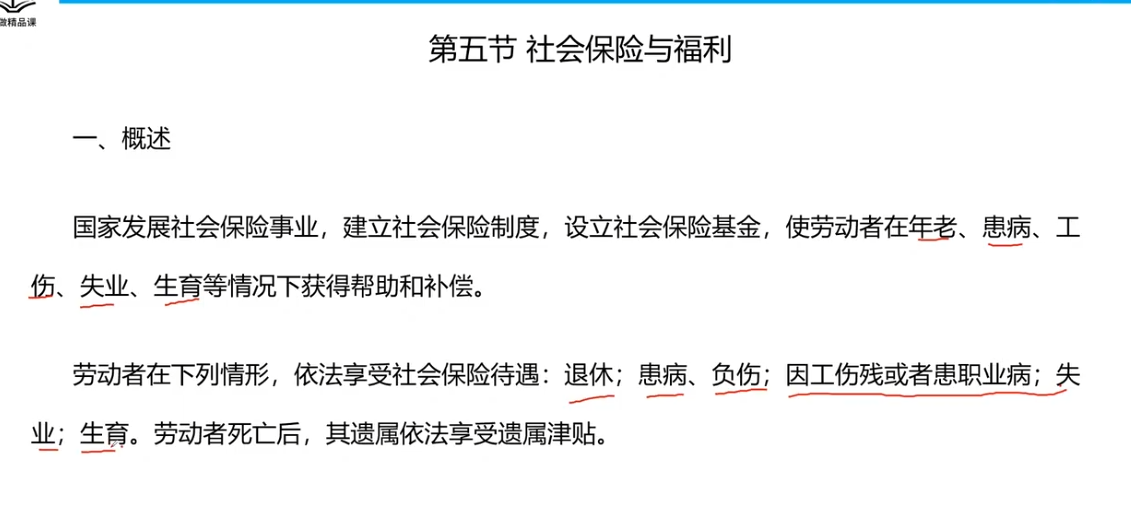 做精品课
第五节 社会保险与福利
一、概述
国家发展社会保险事业，建立社会保险制度，设立社会保险基金，使劳动者在年老、患病、工
伤、失业、生育等情况下获得帮助和补偿。
劳动者在下列情形，依法享受社会保险待遇：退休；患病、负伤；因工伤残或者患职业病；失
业；生育。劳动者死亡后，其遗属依法享受遗属津贴。